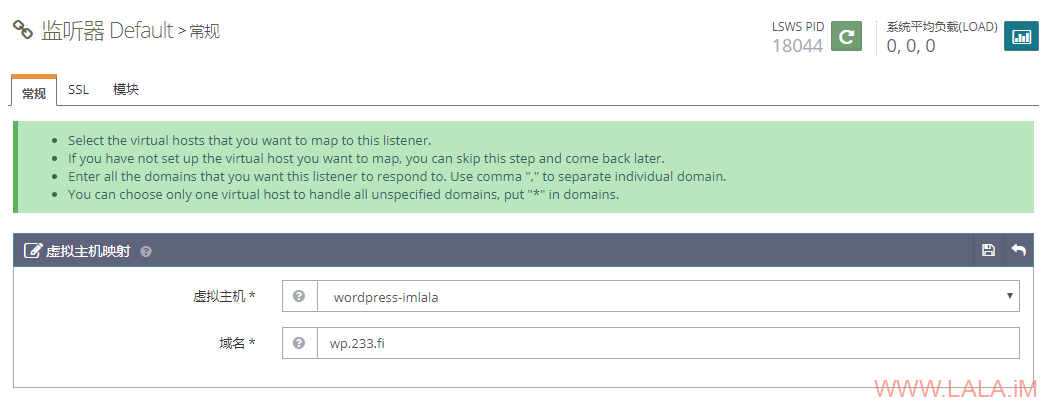 监听器 Default > 常规
LSWS PID
18044
系统平均负载(LOAD)
0, 0, 0
常规
SSL
模块
Select the virtual hosts that you want to map to this listener.
If you have not set up the virtual host you want to map, you can skip this step and come back later.
Enter all the domains that you want this listener to respond to. Use comma "," to separate individual domain.
You can choose only one virtual host to handle all unspecified domains, put "*" in domains.
虚拟主机映射
虚拟主机 *
wordpress-imlala
域名 *
wp.233.fi
WWW.LALA.iM